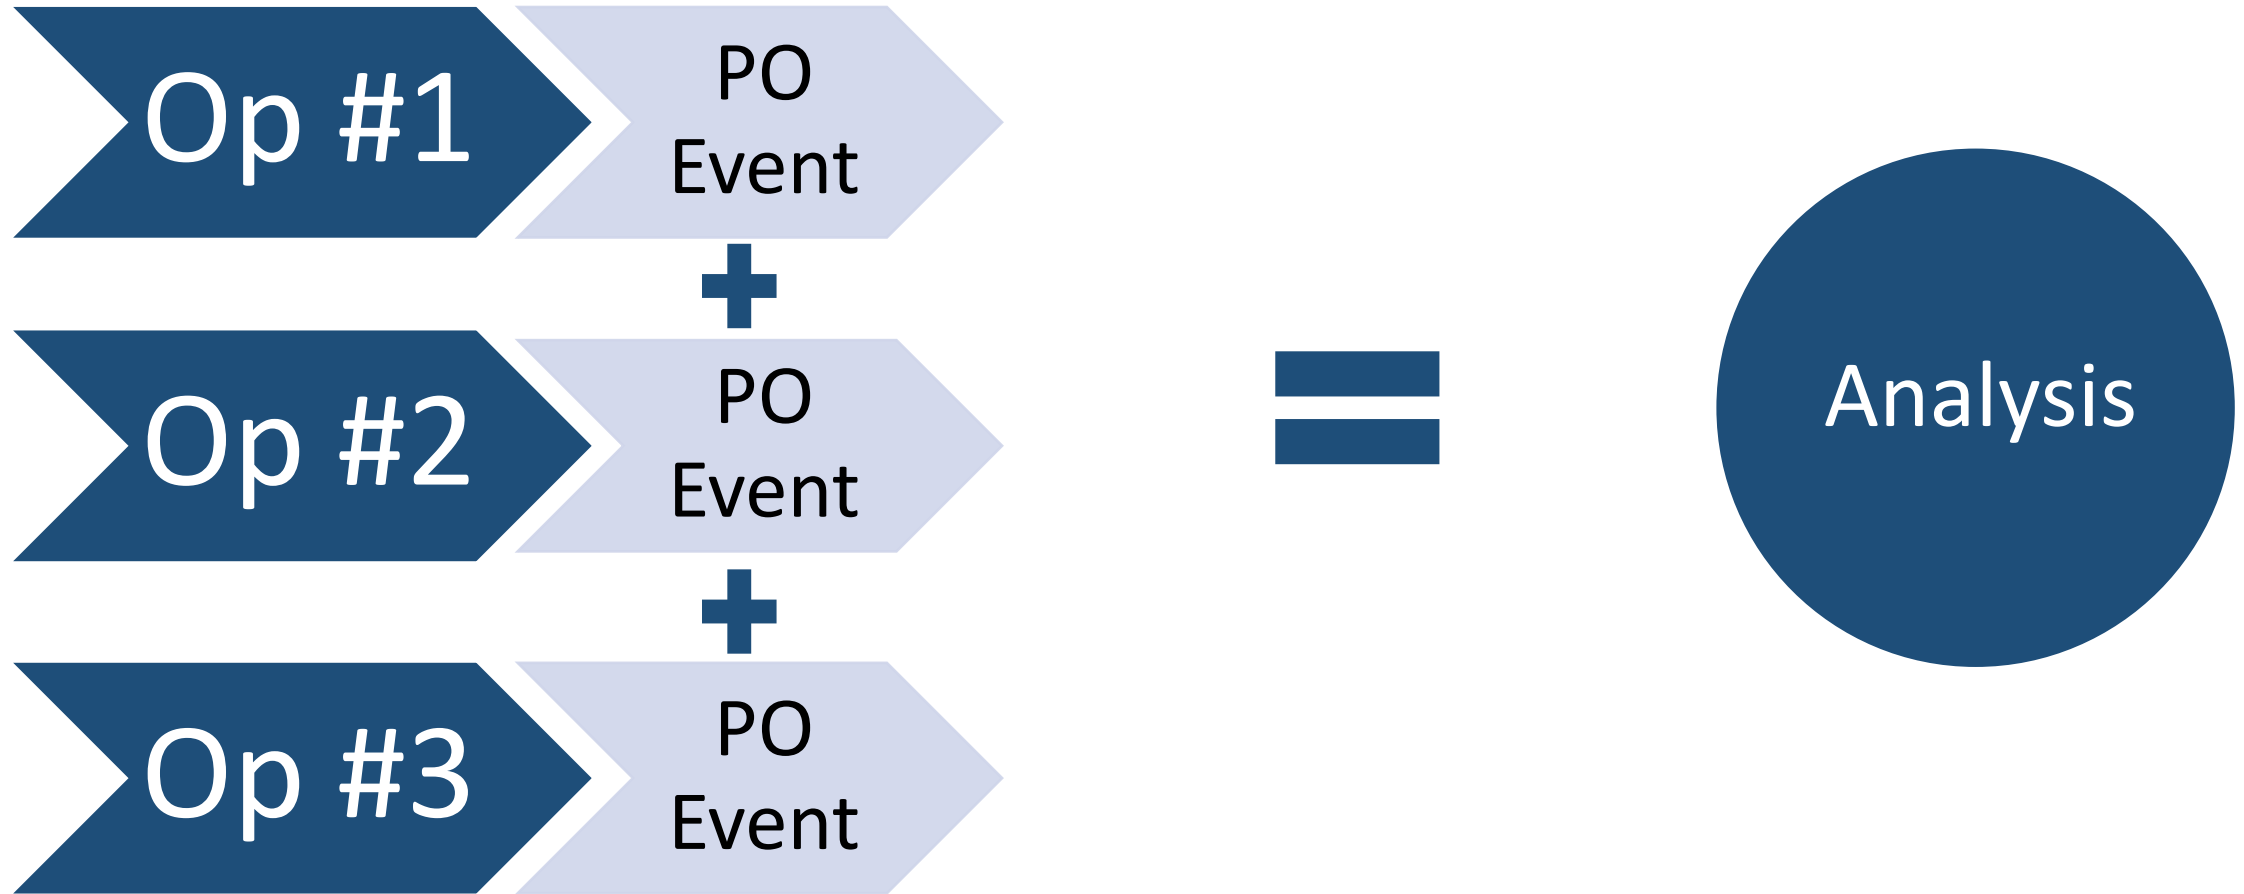 Op #1
PO
Event
Op #2
PO
Event
Op #3
PO
Event
Analysis